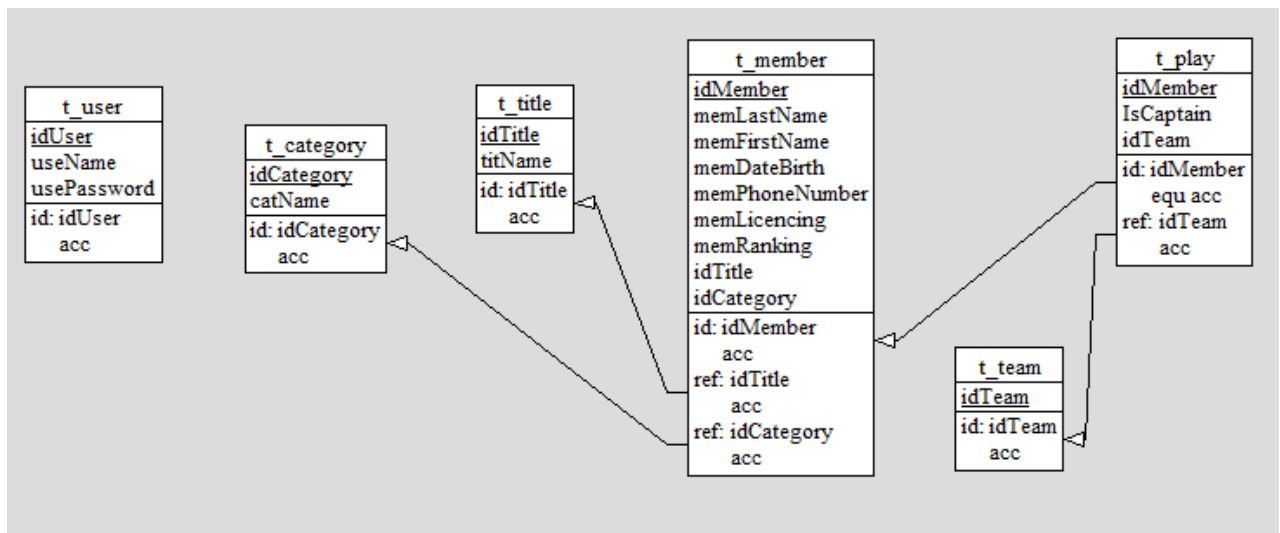 t_user
idUser
useName
usePassword
id: idUser
acc
t_category
idCategory
catName
id: idCategory
acc
t_title
idTitle
titName
id: idTitle
acc
t_member
idMember
memLastName
memFirstName
memDateBirth
memPhoneNumber
memLicencing
memRanking
idTitle
idCategory
id: idMember
acc
ref: idTitle
acc
ref: idCategory
acc
t_play
idMember
IsCaptain
idTeam
id: idMember
equ acc
ref: idTeam
acc
t_team
idTeam
id: idTeam
acc